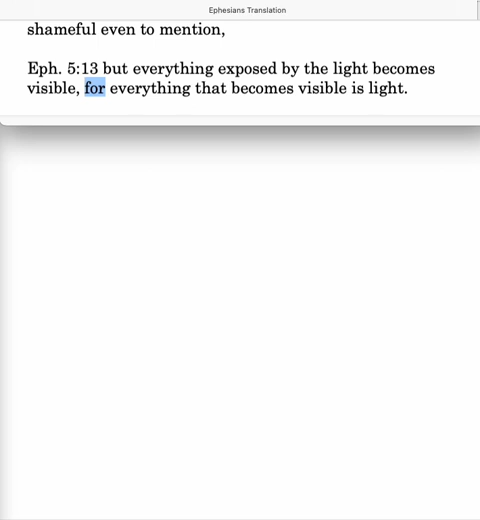 Ephesians Translation
shameful even to mention,
Eph. 5:13 but everything exposed by the light becomes
visible, for everything that becomes visible is light.